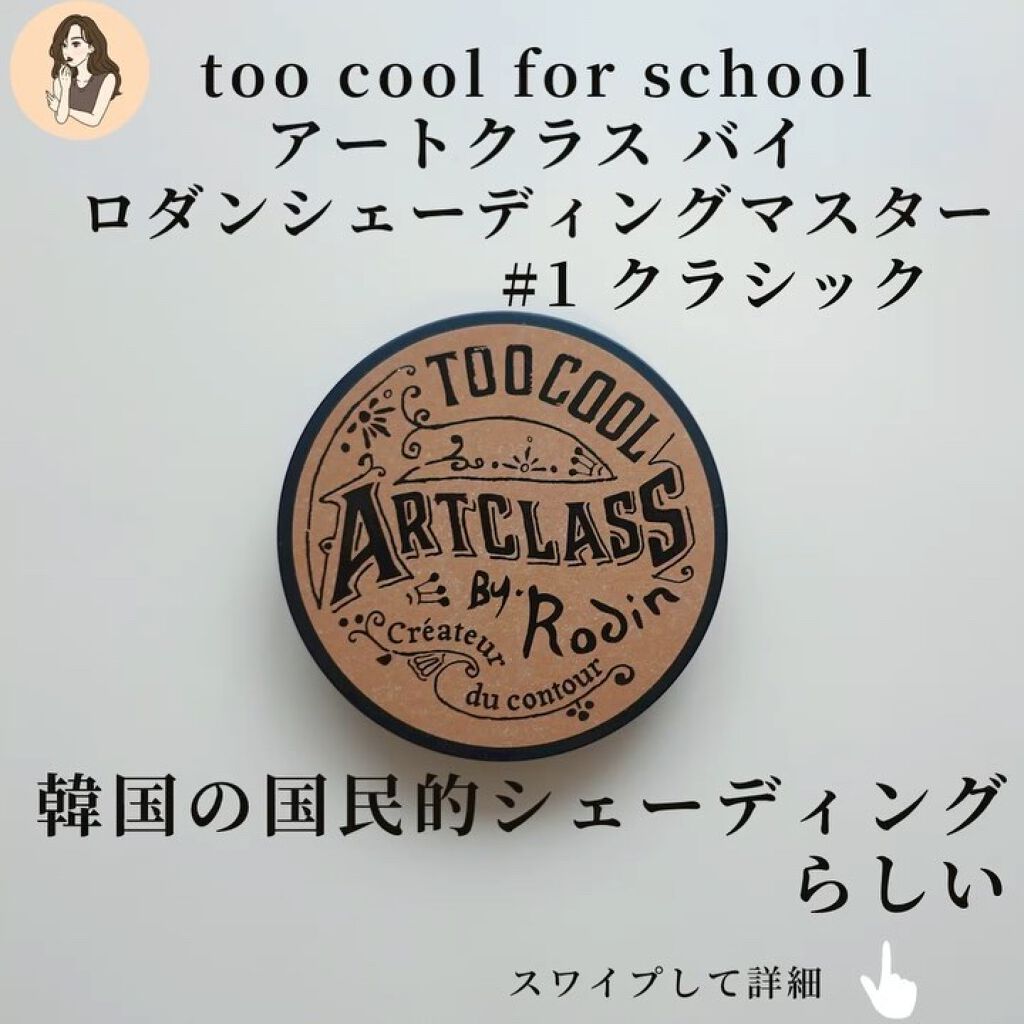 too cool for school
アートクラス バイ
ロダンシェーディングマスター
#1 クラシック
TOO COOL
ARTCLASS
By. Rodin
Créateur
du contour
韓国の国民的シェーディング
らしい
スワイプして詳細